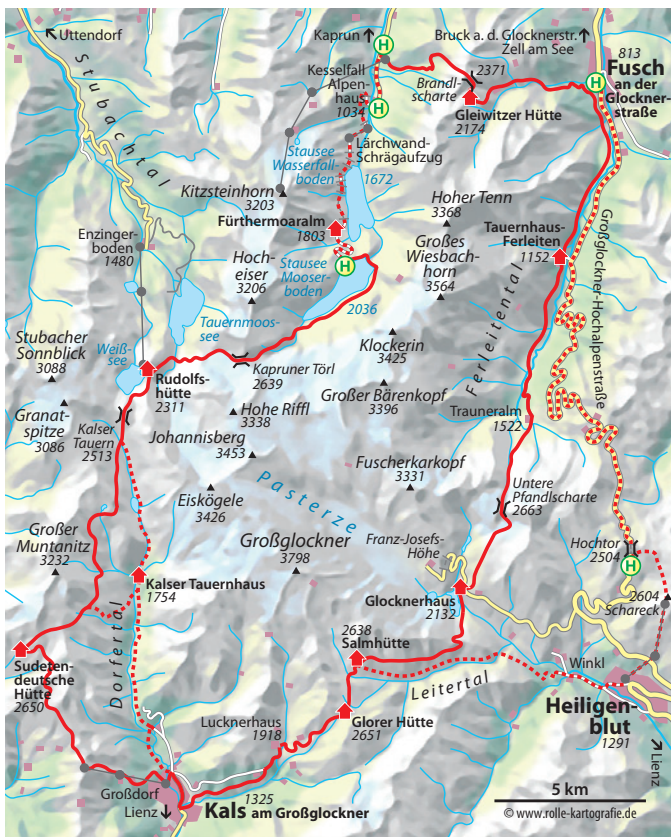 Uttendorf
Kaprun
Bruck a. d. Glocknerstr.
Zell am See
813
Fusch
an der
Glockner-
straße
Stubachtal
Kesselfall
Alpen-
haus
1034
H
H
H
2371
Brandl-
scharte
Gleiwitzer Hütte
2174
Lärchwand-
Schrägaufzug
Stausee
Wasserfall-
boden
1672
Kitzsteinhorn
3203
Fürthermoaralm
1803
Hoher Tenn
3368
Tauernhaus-
Ferleiten
1152
Großglockner-Hochalpenstraße
Enzinger-
boden
1480
Hoch-
eiser
3206
Stausee
Mooser-
boden
H
2036
Großes
Wiesbach-
horn
3564
Ferleitental
Tauernmoos-
see
Stubacher
Sonnblick
3088
Weiß-
see
Rudolfs-
hütte
2311
Kapruner Törl
2639
Klockerin
3425
Großer Bärenkopf
3396
Granat-
spitze
3086
Kalser
Tauern
2513
Hohe Riffl
3338
Johannisberg
3453
Trauneralm
1522
Eiskögele
3426
Pasterze
Fuscherkarkopf
3331
Untere
Pfandlscharte
2663
Großer
Muntanitz
3232
Großglockner
3798
Franz-Josefs-
Höhe
Hochtor
2504
H
Kalser Tauernhaus
1754
Glocknerhaus
2132
2604
Schareck
Dorfertal
Sudeten-
deutsche
Hütte
2650
2638
Salmhütte
Winkl
Leitertal
Heiligen-
blut
1291
Lucknerhaus
1918
Glorer Hütte
2651
Lienz
Großdorf
Lienz
1325
Kals am Großglockner
5 km
© www.rolle-kartografie.de